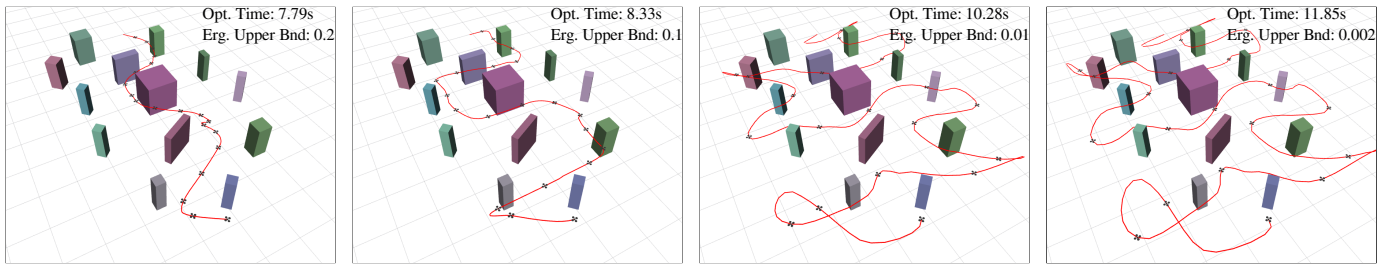 Opt. Time: 7.79s
Erg. Upper Bnd: 0.2
Opt. Time: 8.33s
Erg. Upper Bnd: 0.1
Opt. Time: 10.28s
Erg. Upper Bnd: 0.01
Opt. Time: 11.85s
Erg. Upper Bnd: 0.002